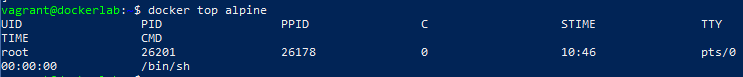 vagrant@dockerlab:~$ docker top alpine
UID PID PPID C STIME TTY
TIME CMD
root 26201 26178 0 10:46 pts/0
00:00:00 /bin/sh